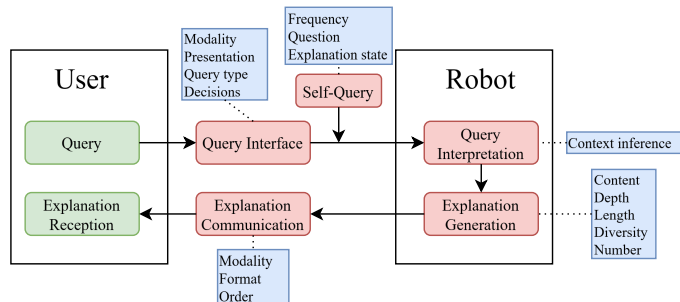 Frequency
Question
Explanation state
Modality
Presentation
Query type
Decisions
User
Self-Query
Robot
Query
Query Interface
Query
Interpretation
Context inference
Explanation
Reception
Explanation
Communication
Explanation
Generation
Content
Depth
Length
Diversity
Number
Modality
Format
Order